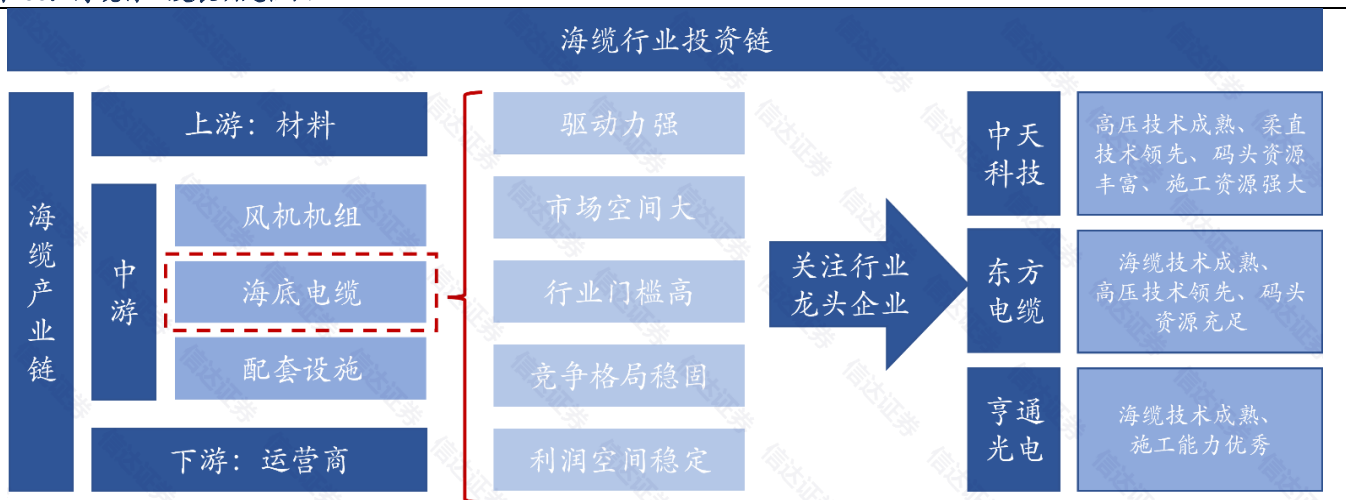 海缆行业投资链
海缆产业链
上游：材料
中游
风机机组
海底电缆
配套设施
下游：运营商
驱动力强
市场空间大
行业门槛高
竞争格局稳固
利润空间稳定
关注行业
龙头企业
中天
科技
高压技术成熟、柔直
技术领先、码头资源
丰富、施工资源强大
东方
电缆
海缆技术成熟、
高压技术领先、码头
资源充足
亨通
光电
海缆技术成熟、
施工能力优秀
信达证券